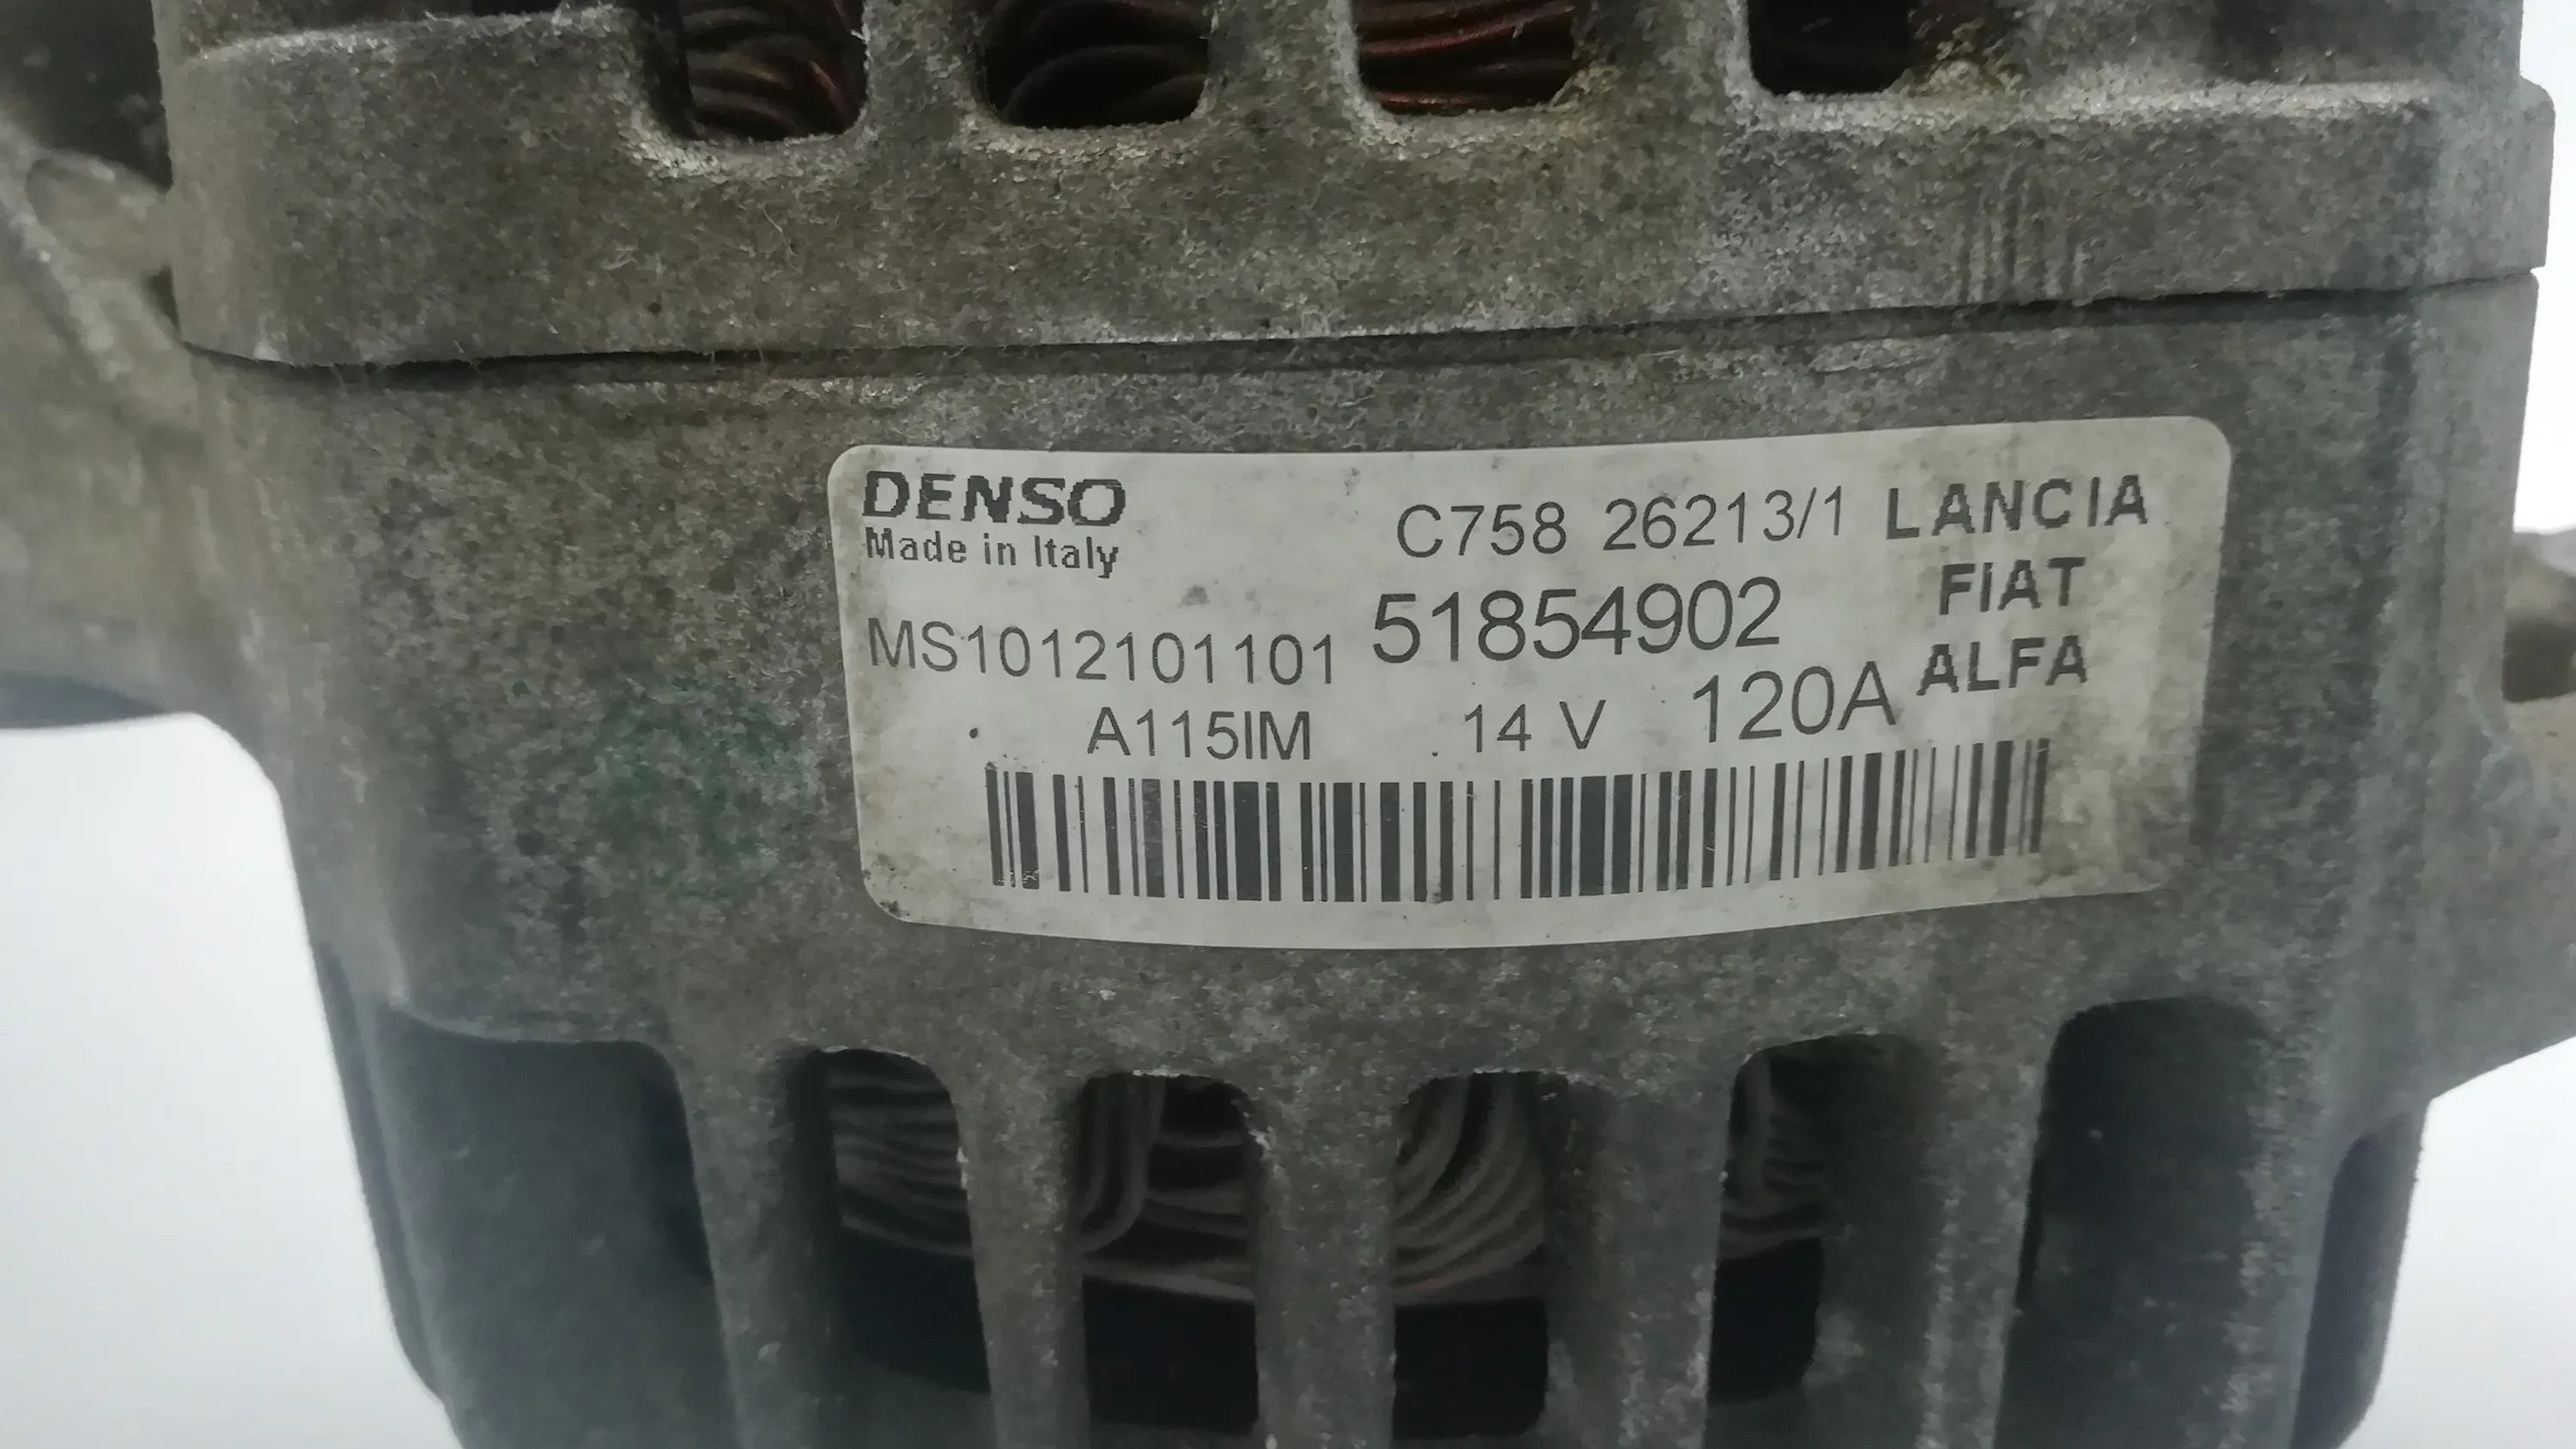 DENSO
Made in Italy
C758 26213/1
LANCIA
FIAT
ALFA
MS1012101101
51854902
A115IM
14 V
120A